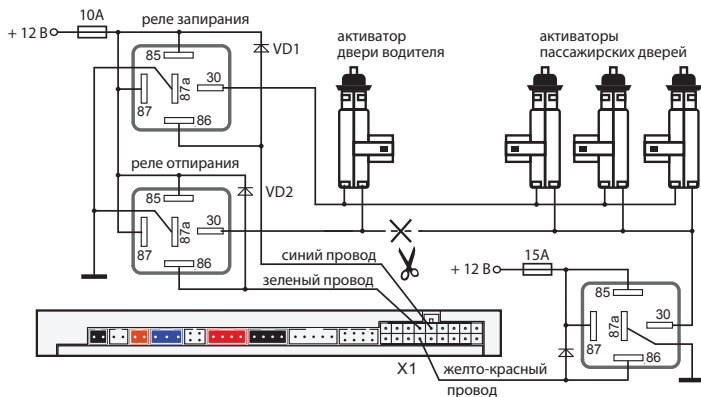 10А
реле запирания
+ 12 В
85
VD1
87
87а
30
86
активатор
двери водителя
активаторы
пассажирских дверей
реле отпирания
85
VD2
87
87а
30
86
синий провод
зеленый провод
15А
+ 12 В
85
87
87а
30
86
X1
желто-красный
провод